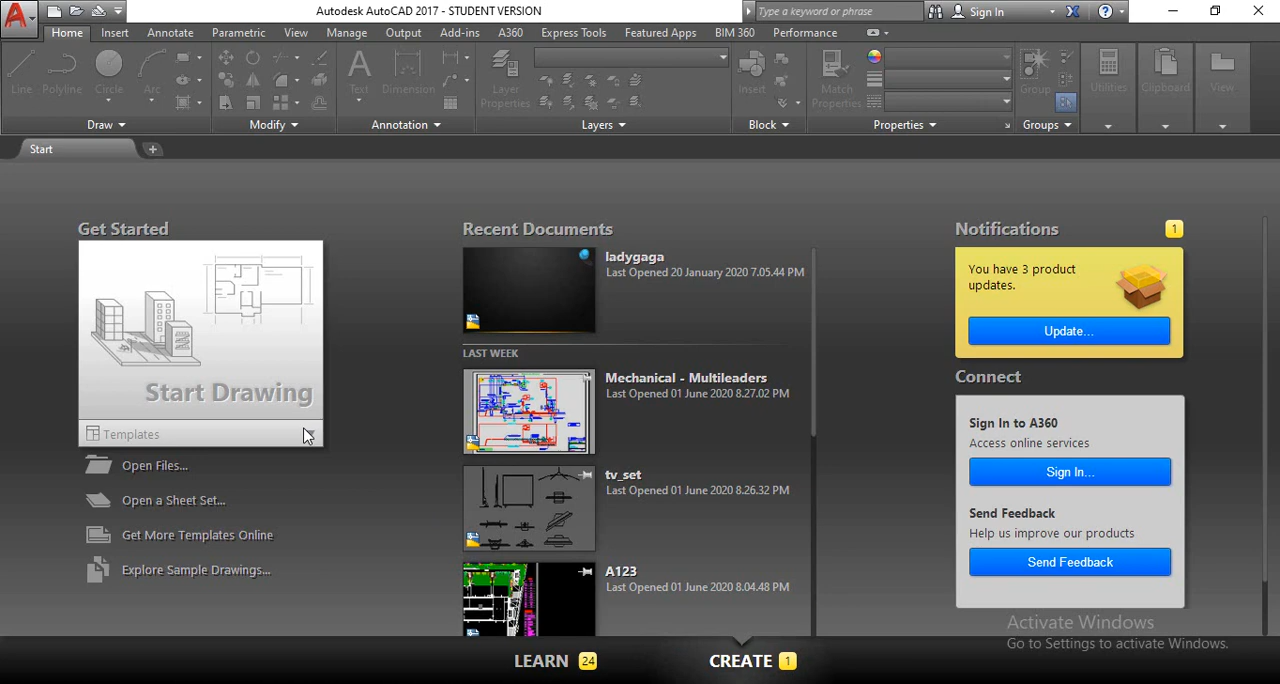 Autodesk AutoCAD 2017 - STUDENT VERSION
Type a keyword or phrase
Sign In
Home Insert Annotate Parametric View Manage Output Add-ins A360 Express Tools Featured Apps BIM 360 Performance
Line Polyline Circle Arc
Text Dimension
Layer
Properties
Insert
Match
Properties
Group
Utilities
Clipboard
View
Draw Modify Annotation Layers Block Properties Groups
Start
Get Started
Start Drawing
Templates
Open Files...
Open a Sheet Set...
Get More Templates Online
Explore Sample Drawings...
Recent Documents
ladygaga
Last Opened 20 January 2020 7.05.44 PM
LAST WEEK
Mechanical - Multileaders
Last Opened 01 June 2020 8.27.02 PM
tv_set
Last Opened 01 June 2020 8.26.32 PM
A123
Last Opened 01 June 2020 8.04.48 PM
Notifications 1
You have 3 product
updates.
Update...
Connect
Sign In to A360
Access online services
Sign In...
Send Feedback
Help us improve our products
Send Feedback
Activate Windows
Go to Settings to activate Windows.
LEARN 24 CREATE 1